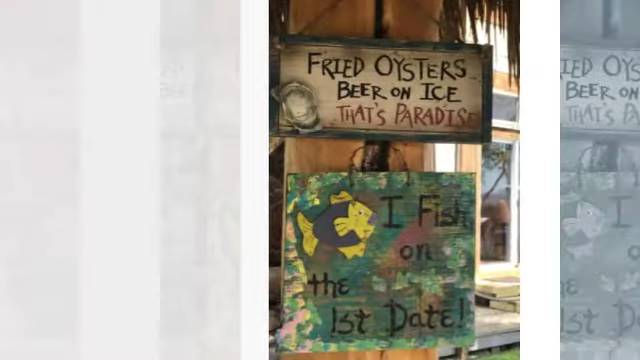 FRIED OYSTERS
BEER ON ICE
THAT'S PARADISE
I Fish
on
the
1st Date!